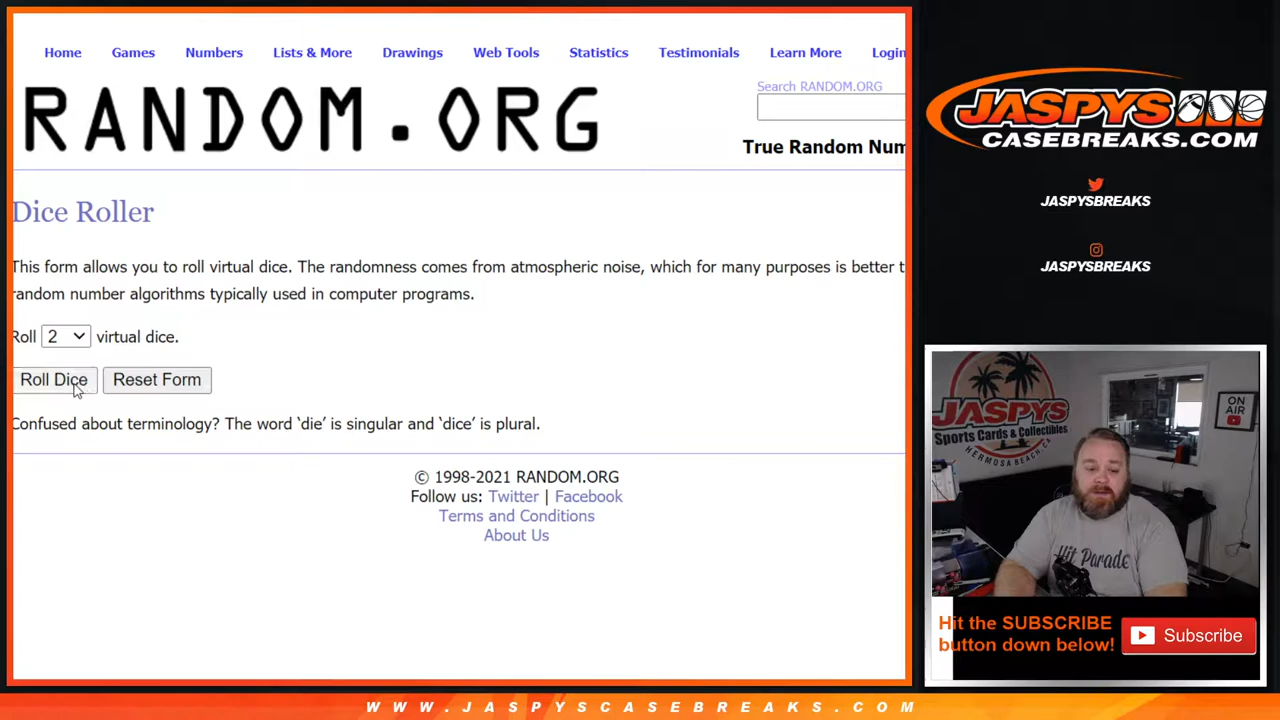 Home Games Numbers Lists & More Drawings Web Tools Statistics Testimonials Learn More Login
RANDOM.ORG
Search RANDOM.ORG
True Random Num
Dice Roller
This form allows you to roll virtual dice. The randomness comes from atmospheric noise, which for many purposes is better t
random number algorithms typically used in computer programs.
Roll 2 virtual dice.
Roll Dice Reset Form
Confused about terminology? The word ‘die’ is singular and ‘dice’ is plural.
© 1998-2021 RANDOM.ORG
Follow us: Twitter | Facebook
Terms and Conditions
About Us
JASPYS
CASEBREAKS.COM
JASPYSBREAKS
JASPYSBREAKS
JASPYS
Sports Cards & Collectibles
HERMOSA BEACH, CA
ON AIR
Hit Parade
Hit the SUBSCRIBE
button down below!
Subscribe
WWW.JASPYSCASEBREAKS.COM